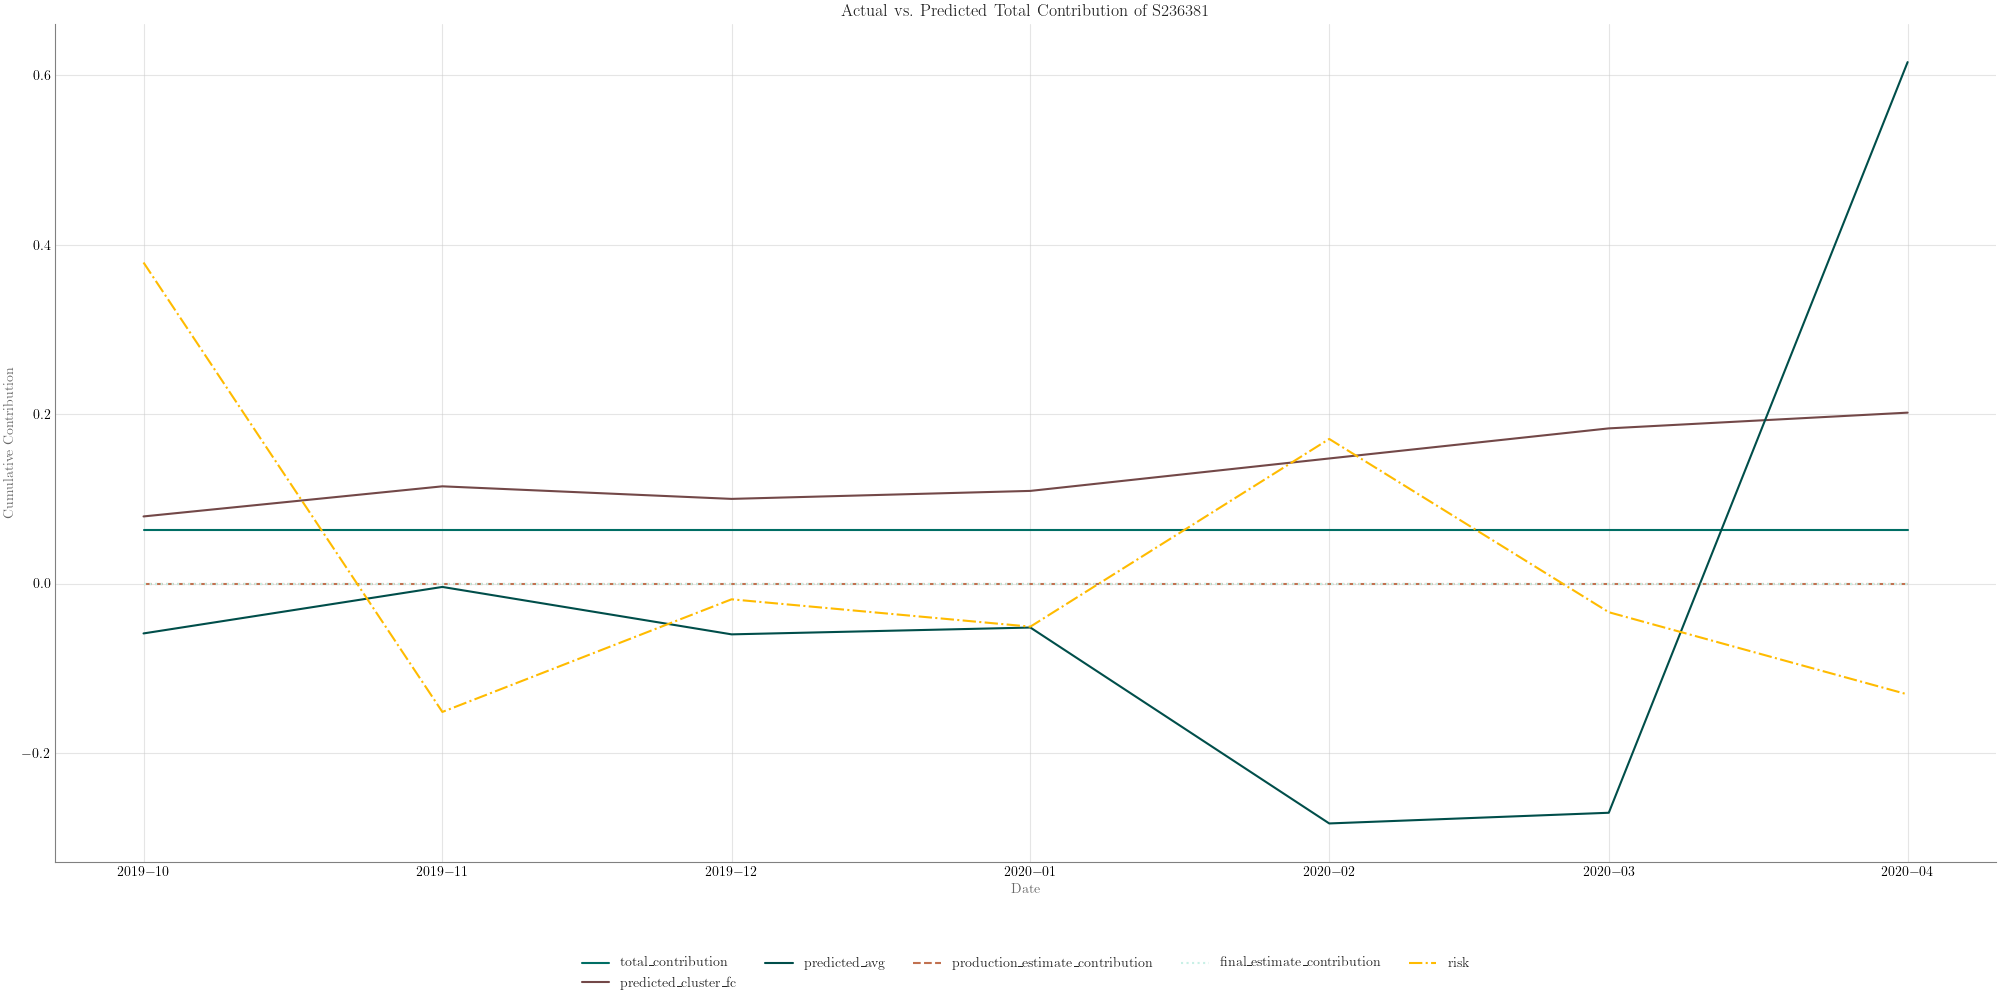 Actual vs. Predicted Total Contribution of S236381
Cumulative Contribution
0.6
0.4
0.2
0.0
−0.2
2019−10 2019−11 2019−12 2020−01 2020−02 2020−03 2020−04
Date
total_contribution predicted_avg production_estimate_contribution final_estimate_contribution risk
predicted_cluster_fc